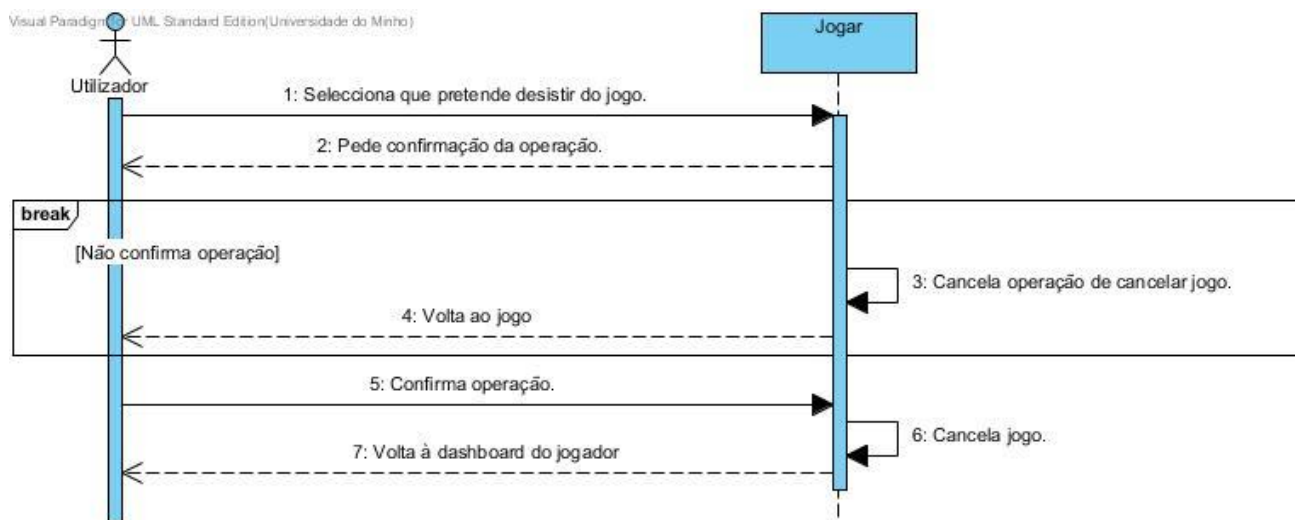 Visual Paradigm for UML Standard Edition(Universidade do Minho)
Jogar
Utilizador
1: Selecciona que pretende desistir do jogo.
2: Pede confirmação da operação.
break
[Não confirma operação]
3: Cancela operação de cancelar jogo.
4: Volta ao jogo
5: Confirma operação.
6: Cancela jogo.
7: Volta à dashboard do jogador